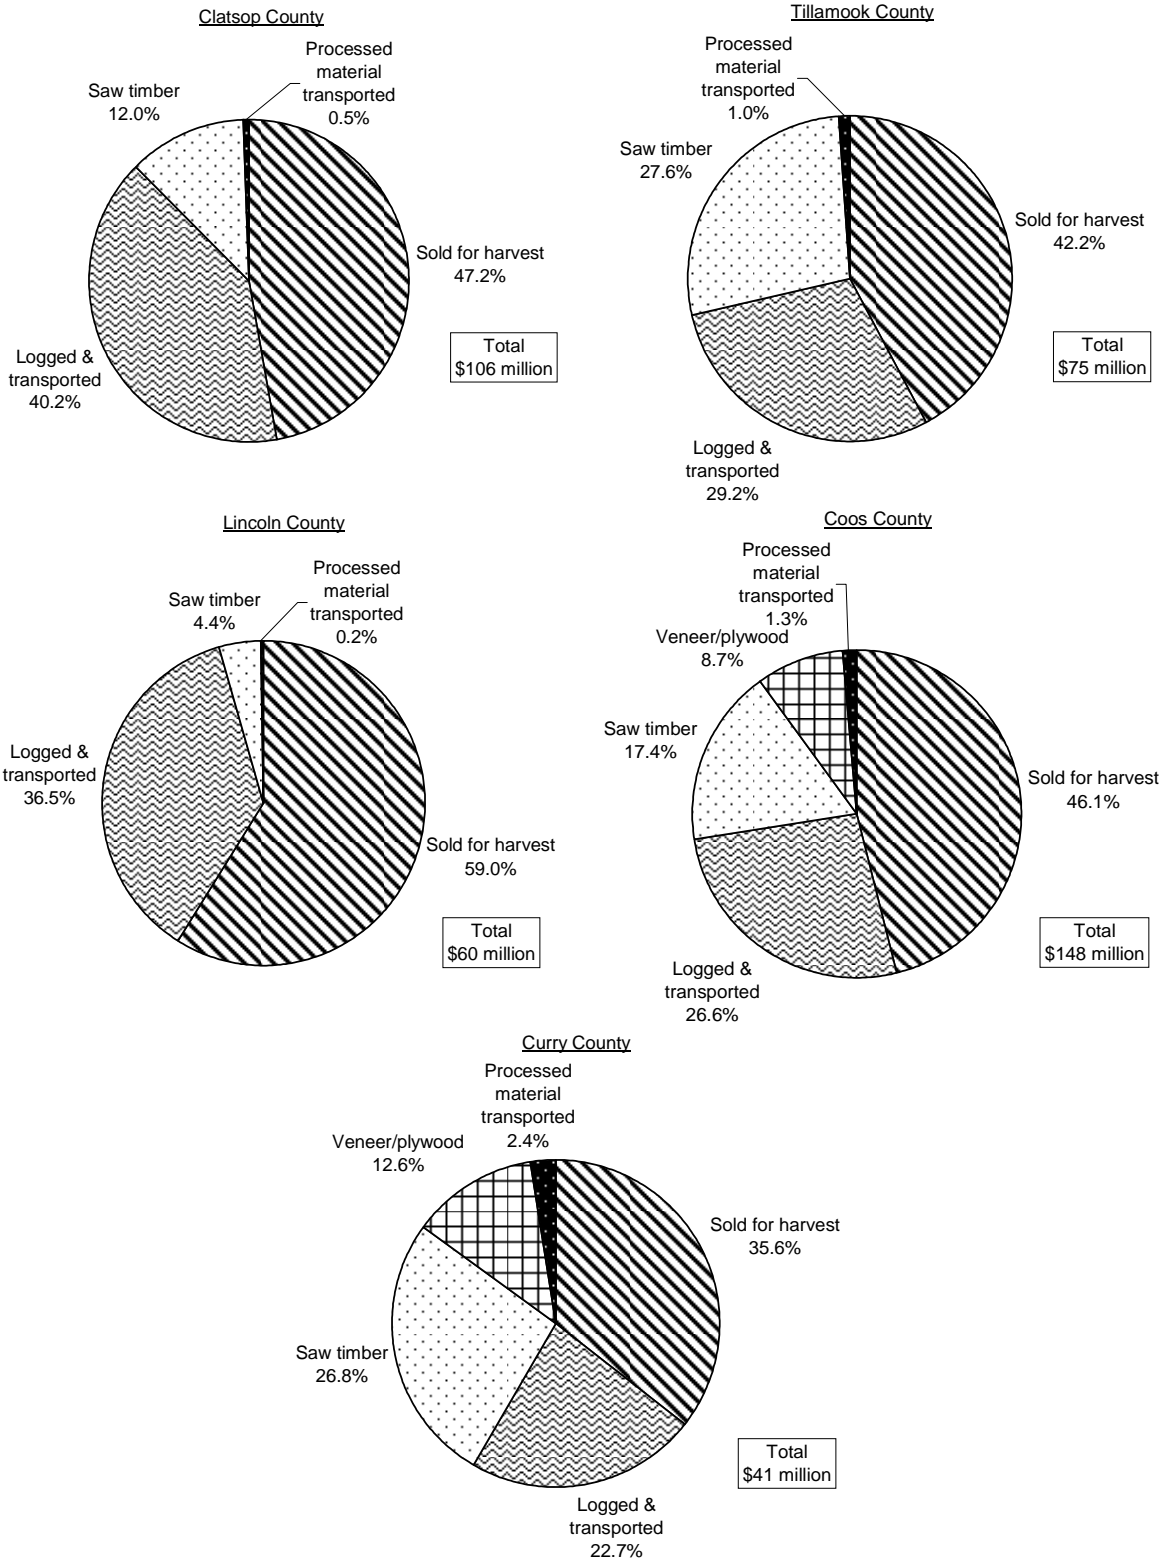 Clatsop County
Processed
material
transported
0.5%
Saw timber
12.0%
Sold for harvest
47.2%
Logged &
transported
40.2%
Total
$106 million
Tillamook County
Processed
material
transported
1.0%
Saw timber
27.6%
Sold for harvest
42.2%
Logged &
transported
29.2%
Total
$75 million
Lincoln County
Processed
material
transported
0.2%
Saw timber
4.4%
Logged &
transported
36.5%
Sold for harvest
59.0%
Total
$60 million
Coos County
Processed
material
transported
1.3%
Veneer/plywood
8.7%
Saw timber
17.4%
Sold for harvest
46.1%
Logged &
transported
26.6%
Total
$148 million
Curry County
Processed
material
transported
2.4%
Veneer/plywood
12.6%
Sold for harvest
35.6%
Saw timber
26.8%
Logged &
transported
22.7%
Total
$41 million